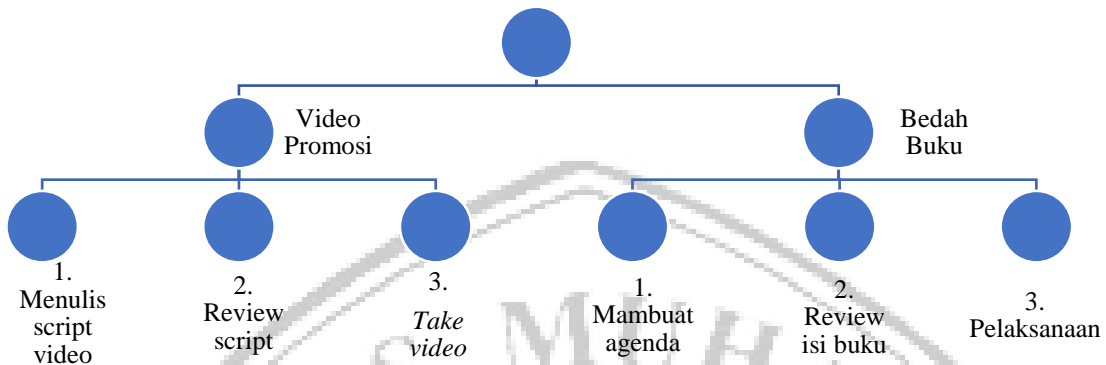 Video
Promosi
Bedah
Buku
1.
Menulis
script
video
2.
Review
script
3.
Take
video
1.
Mambuat
agenda
2.
Review
isi buku
3.
Pelaksanaan
S MUH